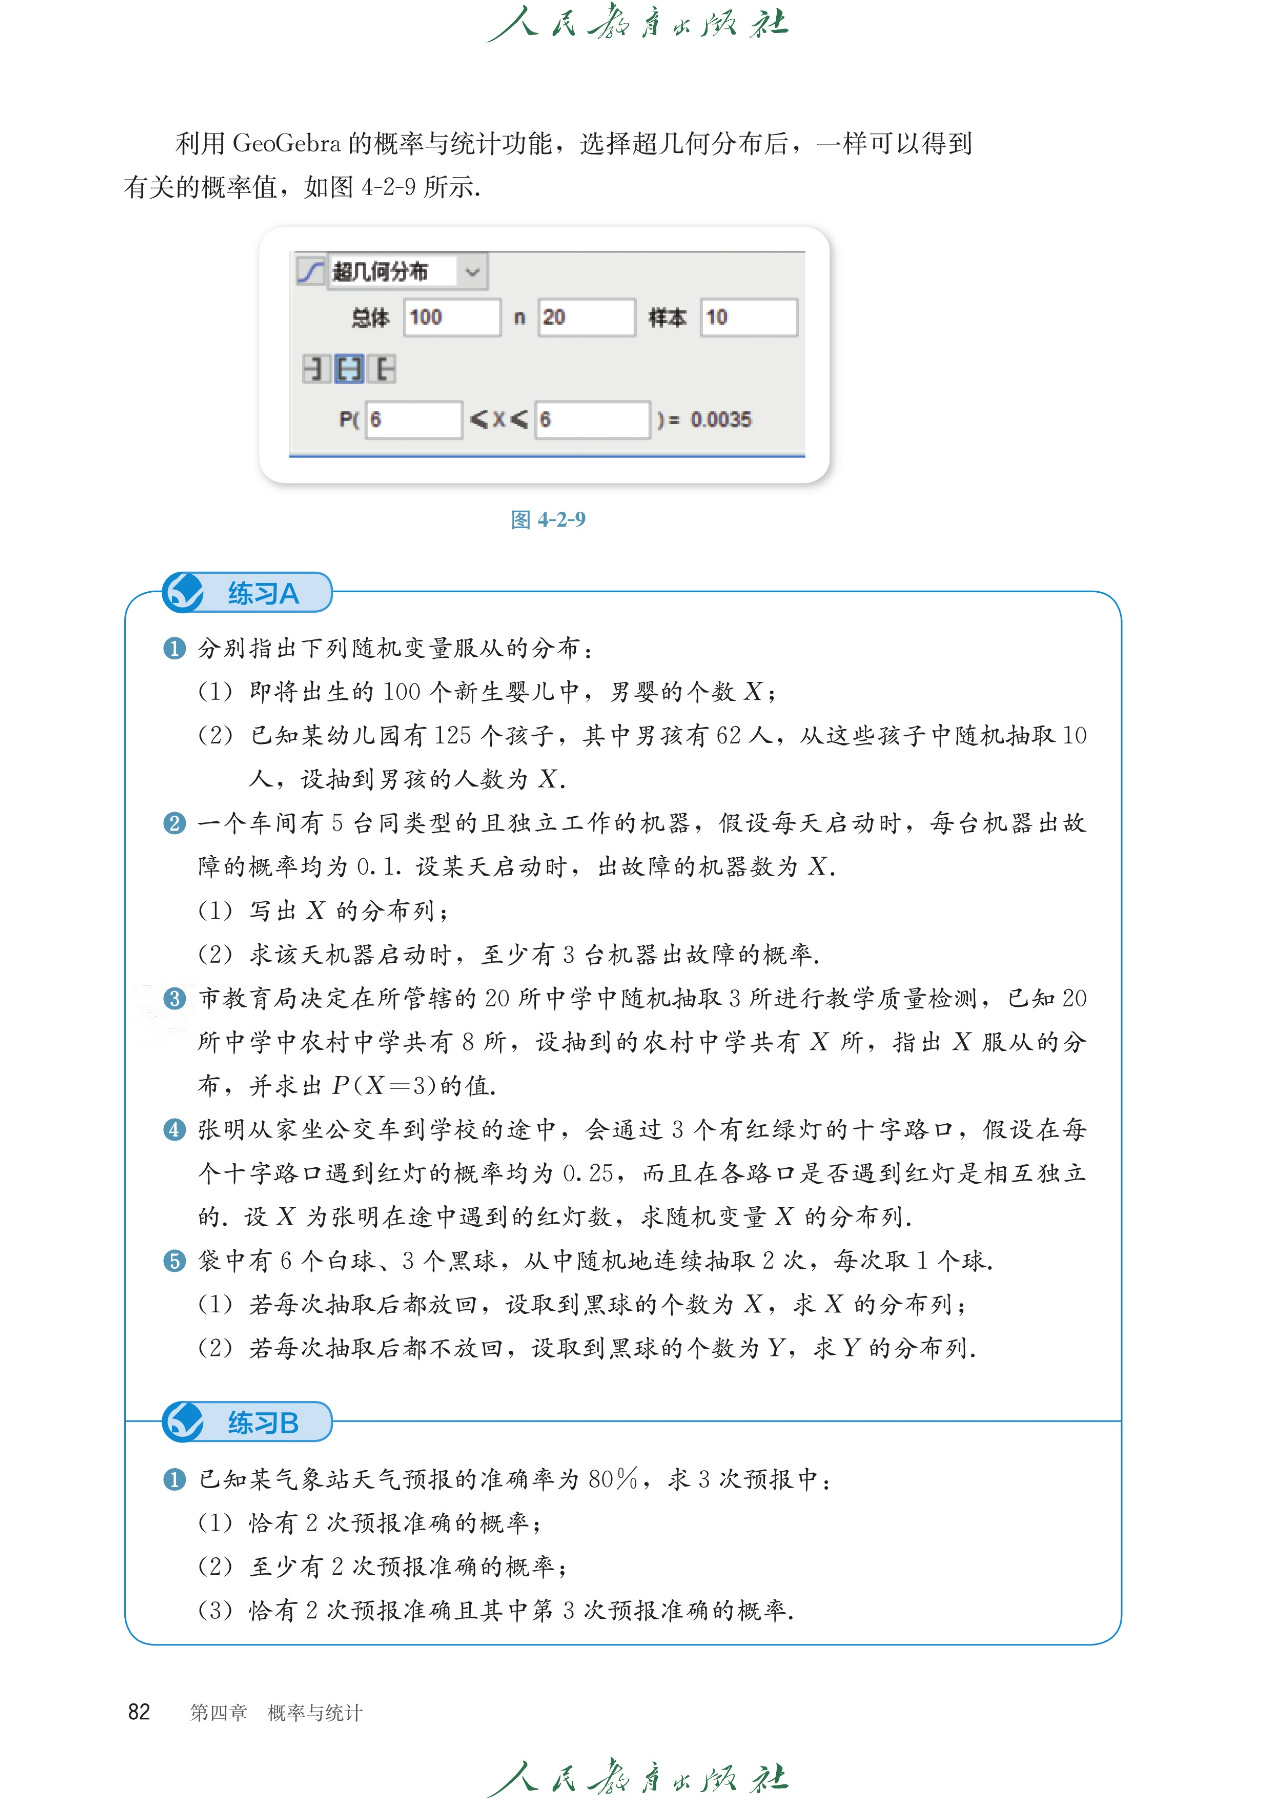 人民教育出版社
利用 GeoGebra 的概率与统计功能，选择超几何分布后，一样可以得到
有关的概率值，如图 4-2-9 所示.
超几何分布
总体 100 n 20 样本 10
P( 6 ⩽ X ⩽ 6 ) = 0.0035
图 4-2-9
练习A
❶ 分别指出下列随机变量服从的分布：
（1）即将出生的 100 个新生婴儿中，男婴的个数 X；
（2）已知某幼儿园有 125 个孩子，其中男孩有 62 人，从这些孩子中随机抽取 10
人，设抽到男孩的人数为 X.
❷ 一个车间有 5 台同类型的且独立工作的机器，假设每天启动时，每台机器出故
障的概率均为 0.1. 设某天启动时，出故障的机器数为 X.
（1）写出 X 的分布列；
（2）求该天机器启动时，至少有 3 台机器出故障的概率.
❸ 市教育局决定在所管辖的 20 所中学中随机抽取 3 所进行教学质量检测，已知 20
所中学中农村中学共有 8 所，设抽到的农村中学共有 X 所，指出 X 服从的分
布，并求出 P(X=3)的值.
❹ 张明从家坐公交车到学校的途中，会通过 3 个有红绿灯的十字路口，假设在每
个十字路口遇到红灯的概率均为 0.25，而且在各路口是否遇到红灯是相互独立
的. 设 X 为张明在途中遇到的红灯数，求随机变量 X 的分布列.
❺ 袋中有 6 个白球、3 个黑球，从中随机地连续抽取 2 次，每次取 1 个球.
（1）若每次抽取后都放回，设取到黑球的个数为 X，求 X 的分布列；
（2）若每次抽取后都不放回，设取到黑球的个数为 Y，求 Y 的分布列.
练习B
❶ 已知某气象站天气预报的准确率为 80%，求 3 次预报中：
（1）恰有 2 次预报准确的概率；
（2）至少有 2 次预报准确的概率；
（3）恰有 2 次预报准确且其中第 3 次预报准确的概率.
82 第四章 概率与统计
人民教育出版社